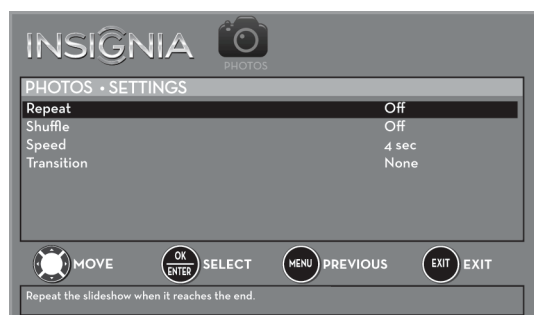 INSIGNIA
PHOTOS
PHOTOS • SETTINGS
Repeat Off
Shuffle Off
Speed 4 sec
Transition None
MOVE OK ENTER SELECT MENU PREVIOUS EXIT EXIT
Repeat the slideshow when it reaches the end.